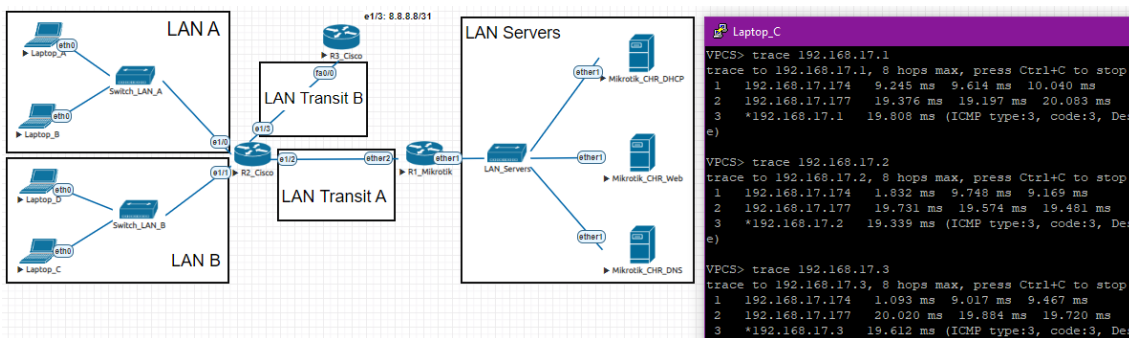 LAN A
eth0
Laptop_A
Switch_LAN_A
eth0
Laptop_B
e1/0
eth0
Laptop_D
e1/1
Switch_LAN_B
eth0
Laptop_C
LAN B
e1/3: 8.8.8.8/31
R3_Cisco
fa0/0
LAN Transit B
e1/3
R2_Cisco
e1/2
ether2
R1_Mikrotik
ether1
LAN Transit A
LAN Servers
ether1
Mikrotik_CHR_DHCP
LAN_Servers
ether1
Mikrotik_CHR_Web
ether1
Mikrotik_CHR_DNS
Laptop_C
VPCS> trace 192.168.17.1
trace to 192.168.17.1, 8 hops max, press Ctrl+C to stop
1 192.168.17.174 9.245 ms 9.614 ms 10.040 ms
2 192.168.17.177 19.376 ms 19.197 ms 20.083 ms
3 *192.168.17.1 19.808 ms (ICMP type:3, code:3, Des
e)
VPCS> trace 192.168.17.2
trace to 192.168.17.2, 8 hops max, press Ctrl+C to stop
1 192.168.17.174 1.832 ms 9.748 ms 9.169 ms
2 192.168.17.177 19.731 ms 19.574 ms 19.481 ms
3 *192.168.17.2 19.339 ms (ICMP type:3, code:3, Des
e)
VPCS> trace 192.168.17.3
trace to 192.168.17.3, 8 hops max, press Ctrl+C to stop
1 192.168.17.174 1.093 ms 9.017 ms 9.467 ms
2 192.168.17.177 20.020 ms 19.884 ms 19.720 ms
3 *192.168.17.3 19.612 ms (ICMP type:3, code:3, Des